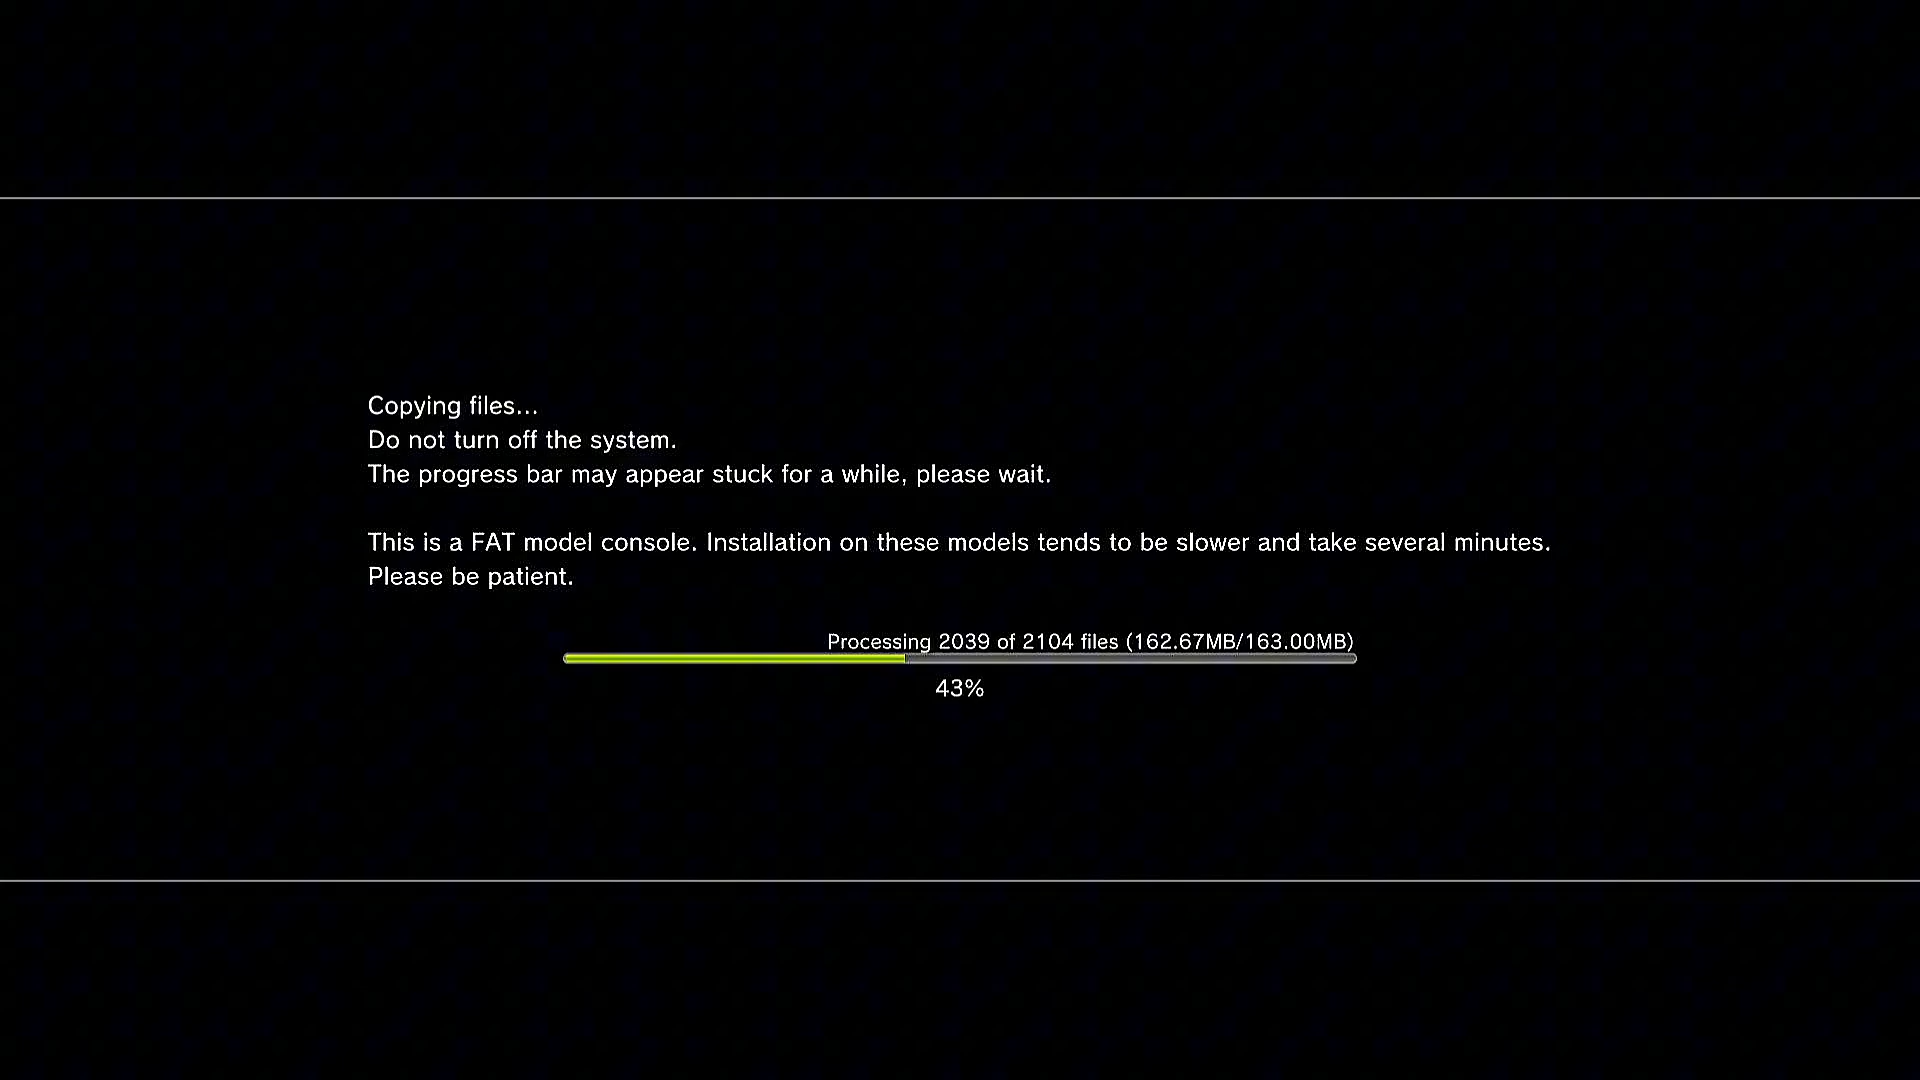 Copying files...
Do not turn off the system.
The progress bar may appear stuck for a while, please wait.
This is a FAT model console. Installation on these models tends to be slower and take several minutes.
Please be patient.
Processing 2039 of 2104 files (162.67MB/163.00MB)
43%